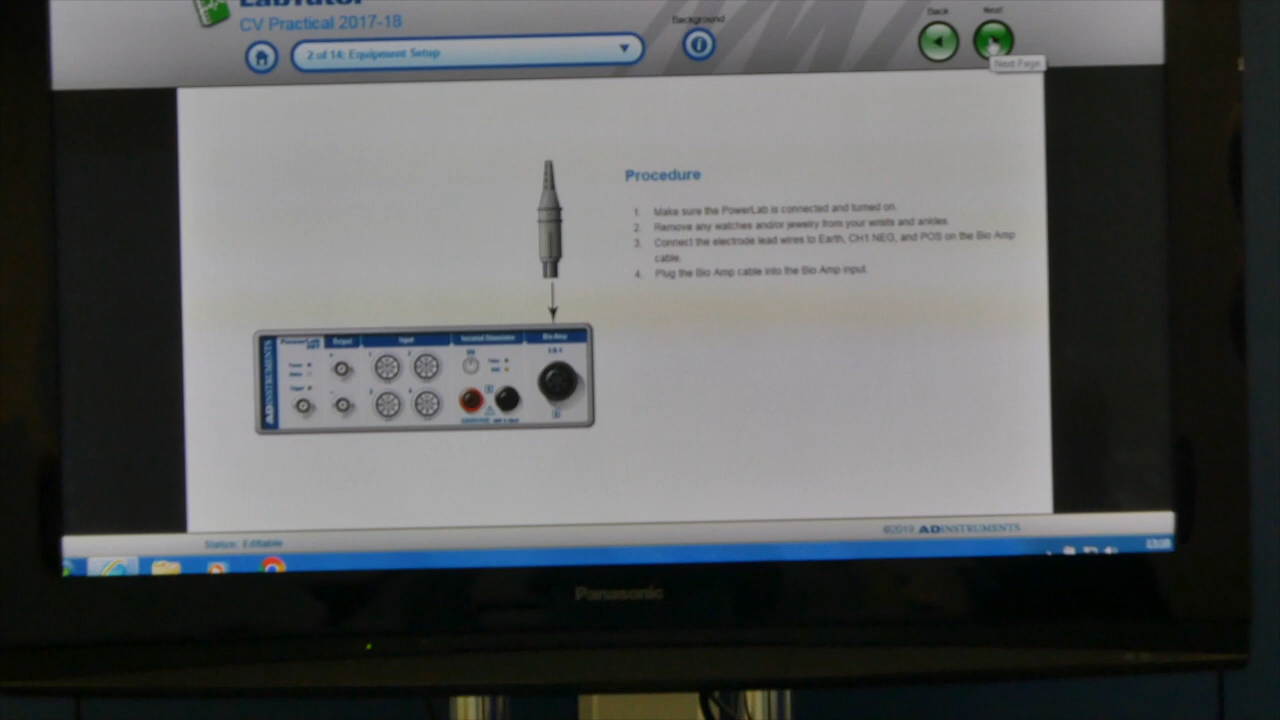 LabTutor
CV Practical 2017-18
Background
Back
Next
2 of 14: Equipment Setup
Next Page
Procedure
1. Make sure the PowerLab is connected and turned on.
2. Remove any watches and/or jewelry from your wrists and ankles.
3. Connect the electrode lead wires to Earth, CH1 NEG, and POS on the Bio Amp
cable.
4. Plug the Bio Amp cable into the Bio Amp input.
PowerLab
Output
Input
Isolated Stimulator
Bio Amp
ADINSTRUMENTS
©2010 ADINSTRUMENTS
Status: Editable
Panasonic